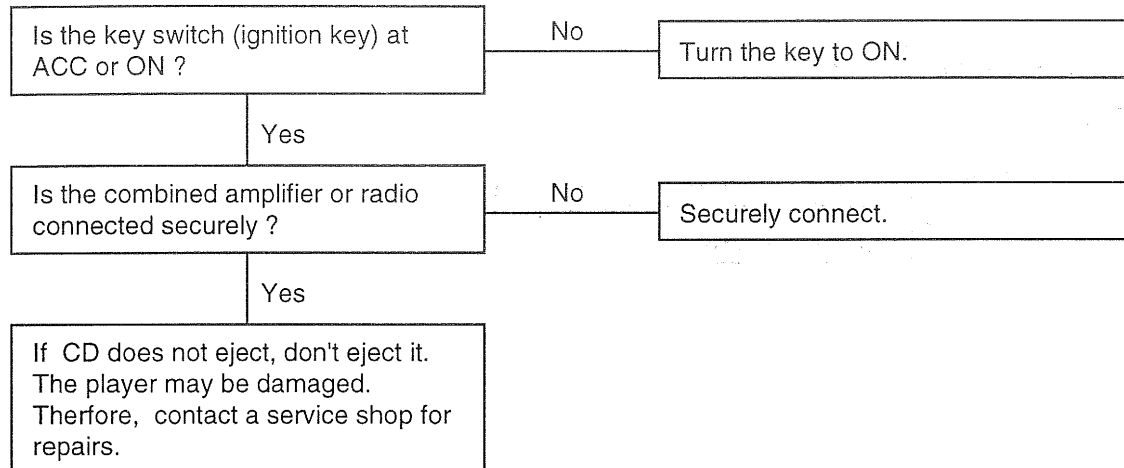 Is the key switch (ignition key) at
ACC or ON ?
No
Turn the key to ON.
Yes
Is the combined amplifier or radio
connected securely ?
No
Securely connect.
Yes
If CD does not eject, don't eject it.
The player may be damaged.
Therfore, contact a service shop for
repairs.